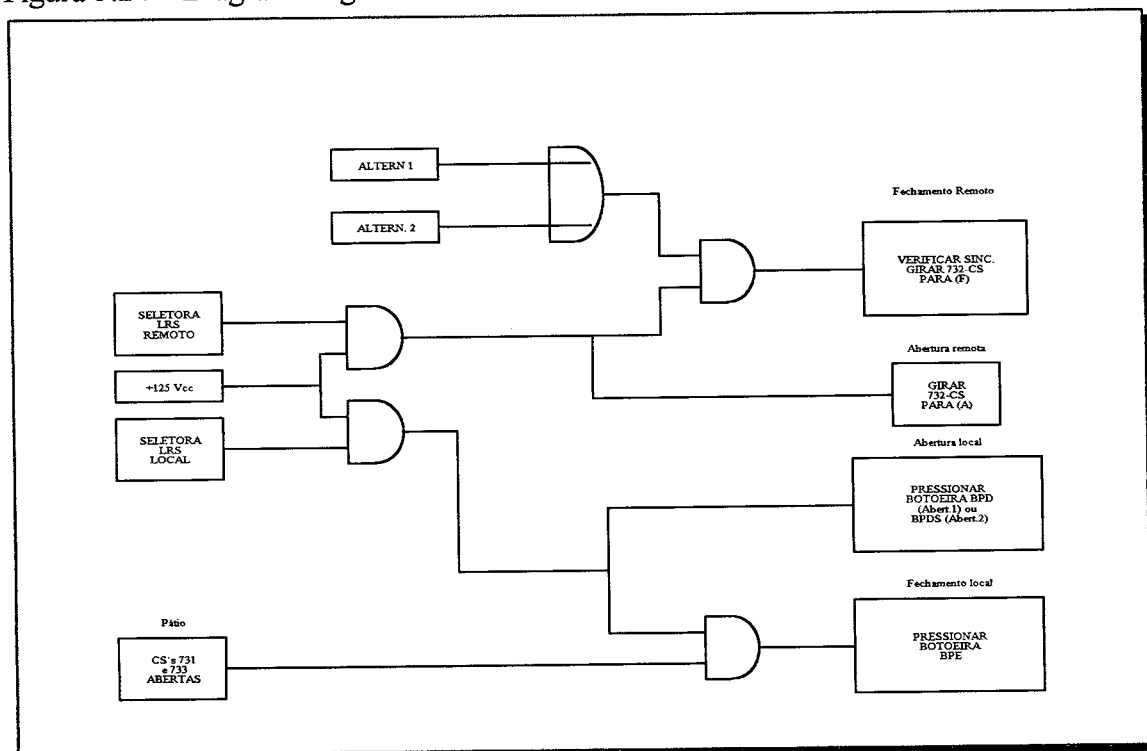 ALTERN 1
ALTERN. 2
Fechamento Remoto
VERIFICAR SINC.
GIRAR 732-CS
PARA (F)
SELETORA
LRS
REMOTO
+125 Vcc
SELETORA
LRS
LOCAL
Abertura remota
GIRAR
732-CS
PARA (A)
Abertura local
PRESSIONAR
BOTOEIRA BPD
(Abert.1) ou
BPDS (Abert.2)
Fechamento local
PRESSIONAR
BOTOEIRA
BPE
Pátio
CS's 731
e 733
ABERTAS